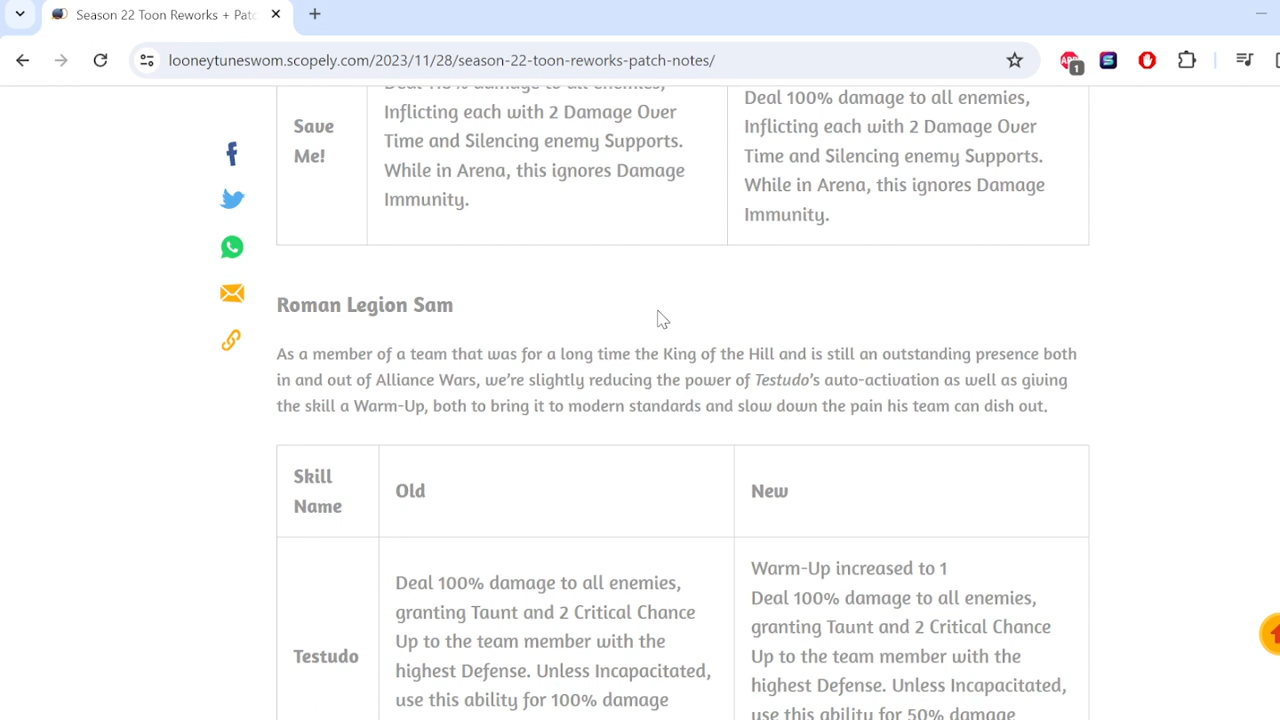 Season 22 Toon Reworks + Patc
looneytuneswom.scopely.com/2023/11/28/season-22-toon-reworks-patch-notes/
1
Save
Me!
Inflicting each with 2 Damage Over
Time and Silencing enemy Supports.
While in Arena, this ignores Damage
Immunity.
Deal 100% damage to all enemies,
Inflicting each with 2 Damage Over
Time and Silencing enemy Supports.
While in Arena, this ignores Damage
Immunity.
Roman Legion Sam
As a member of a team that was for a long time the King of the Hill and is still an outstanding presence both
in and out of Alliance Wars, we’re slightly reducing the power of Testudo’s auto-activation as well as giving
the skill a Warm-Up, both to bring it to modern standards and slow down the pain his team can dish out.
Skill
Name
Old
New
Testudo
Deal 100% damage to all enemies,
granting Taunt and 2 Critical Chance
Up to the team member with the
highest Defense. Unless Incapacitated,
use this ability for 100% damage
Warm-Up increased to 1
Deal 100% damage to all enemies,
granting Taunt and 2 Critical Chance
Up to the team member with the
highest Defense. Unless Incapacitated,
use this ability for 50% damage